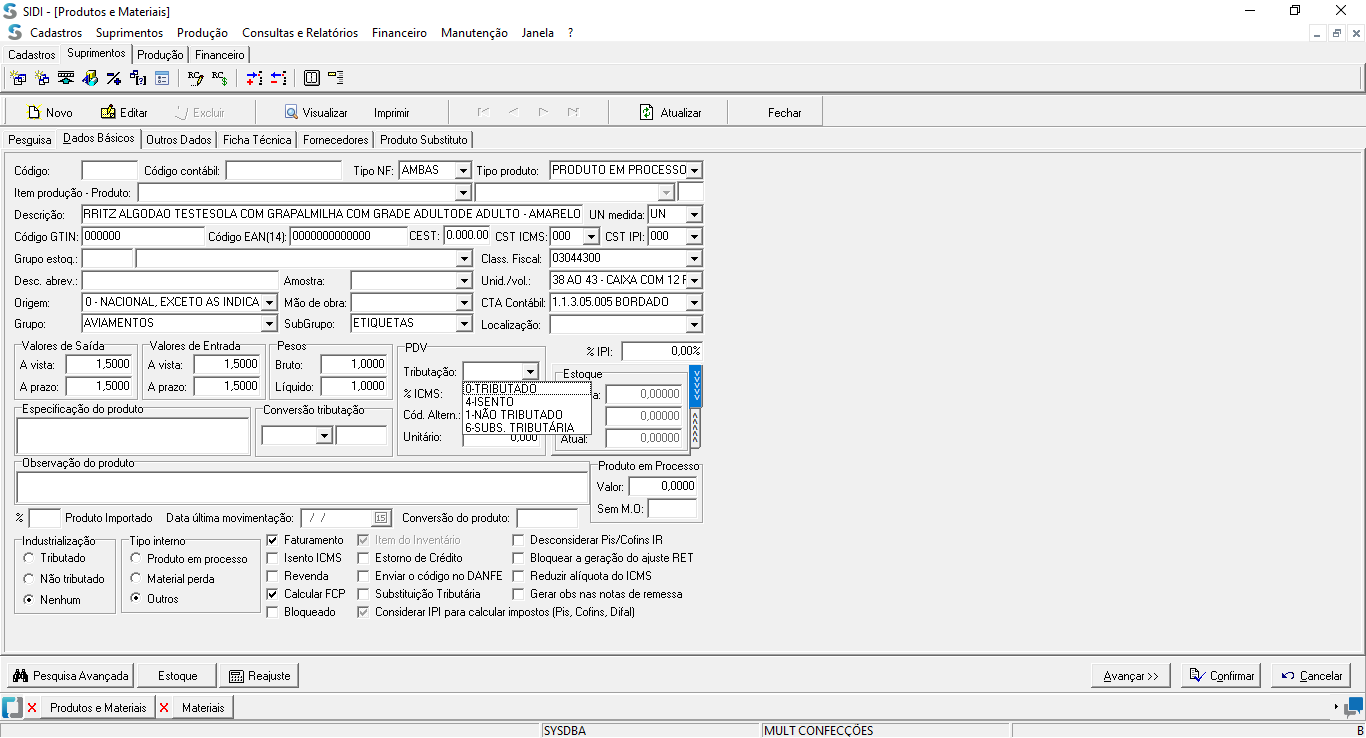 SIDI - [Produtos e Materiais]
Cadastros Suprimentos Produção Consultas e Relatórios Financeiro Manutenção Janela ?
Cadastros Suprimentos Produção Financeiro
Novo Editar Excluir Visualizar Imprimir Atualizar Fechar
Pesquisa Dados Básicos Outros Dados Ficha Técnica Fornecedores Produto Substituto
Código: Código contábil: Tipo NF: AMBAS Tipo produto: PRODUTO EM PROCESSO
Item produção - Produto:
Descrição: RRITZ ALGODAO TESTESOLA COM GRAPALMILHA COM GRADE ADULTODE ADULTO - AMARELO UN medida: UN
Código GTIN: 000000 Código EAN(14): 0000000000000 CEST: 0.000.00 CST ICMS: 000 CST IPI: 000
Grupo estoq.: Class. Fiscal: 03044300
Desc. abrev.: Amostra: Unid./vol.: 38 AO 43 - CAIXA COM 12 F
Origem: 0 - NACIONAL, EXCETO AS INDICA Mão de obra: CTA Contábil: 1.1.3.05.005 BORDADO
Grupo: AVIAMENTOS SubGrupo: ETIQUETAS Localização:
Valores de Saída Valores de Entrada Pesos PDV % IPI: 0,00%
A vista: 1,5000 A vista: 1,5000 Bruto: 1,0000 Tributação: Estoque
A prazo: 1,5000 A prazo: 1,5000 Líquido: 1,0000 % ICMS: 0-TRIBUTADO a: 0,00000
4-ISENTO
Especificação do produto Conversão tributação Cód. Altern.: 1-NÃO TRIBUTADO 0,00000
6-SUBS. TRIBUTÁRIA
Unitário: 0,000 Atual: 0,00000
Observação do produto Produto em Processo
Valor: 0,0000
Sem M.O:
% Produto Importado Data última movimentação: / / 15 Conversão do produto:
Industrialização Tipo interno Faturamento Item do Inventário Desconsiderar Pis/Cofins IR
Tributado Produto em processo Isento ICMS Estorno de Crédito Bloquear a geração do ajuste RET
Não tributado Material perda Revenda Enviar o código no DANFE Reduzir alíquota do ICMS
Nenhum Outros Calcular FCP Substituição Tributária Gerar obs nas notas de remessa
Bloqueado Considerar IPI para calcular impostos (Pis, Cofins, Difal)
Pesquisa Avançada Estoque Reajuste Avançar >> Confirmar Cancelar
Produtos e Materiais Materiais
SYSDBA MULT CONFECÇÕES B